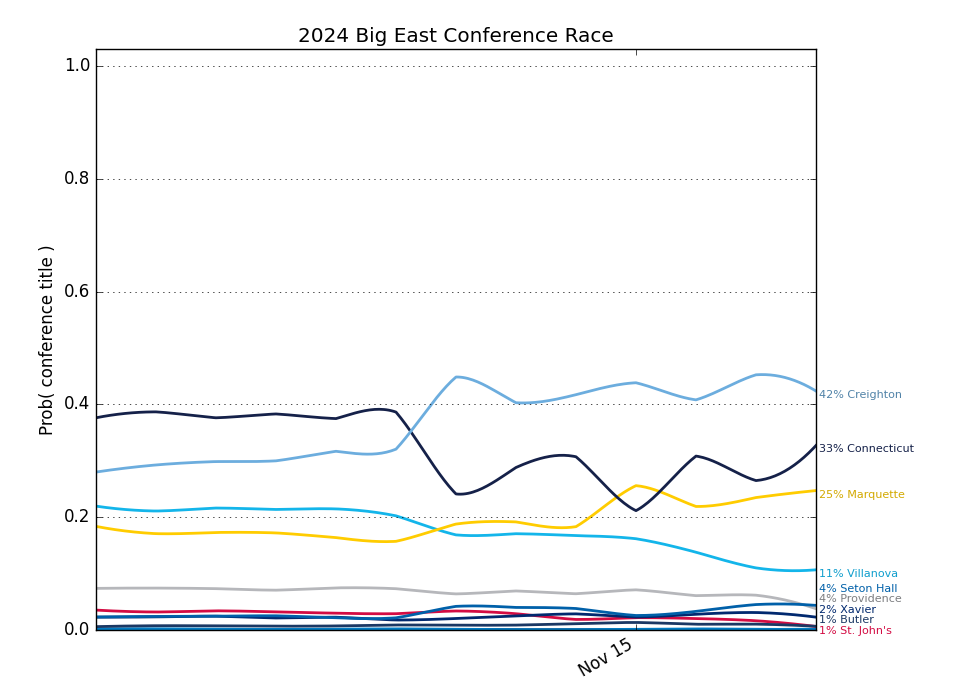 2024 Big East Conference Race
1.0
0.8
0.6
0.4
0.2
0.0
Prob( conference title )
Nov 15
42% Creighton
33% Connecticut
25% Marquette
11% Villanova
4% Seton Hall
4% Providence
2% Xavier
1% Butler
1% St. John's